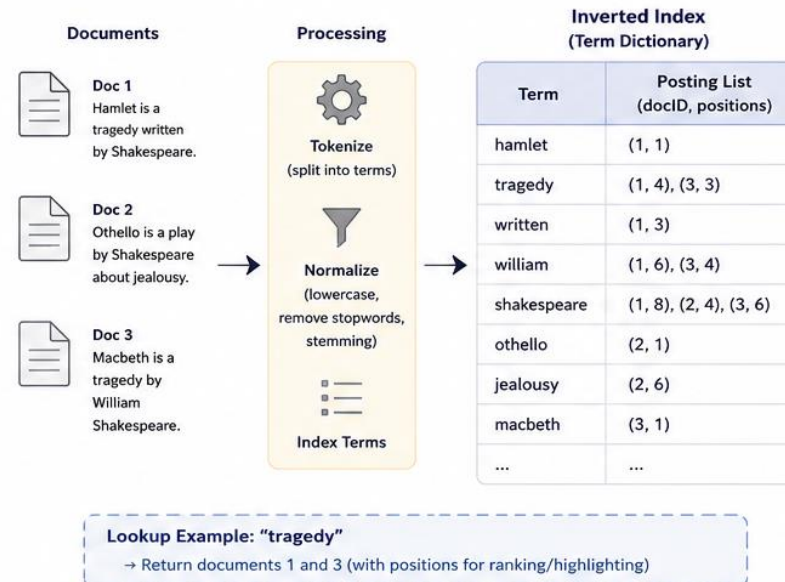 Documents
Doc 1
Hamlet is a
tragedy written
by Shakespeare.
Doc 2
Othello is a play
by Shakespeare
about jealousy.
Doc 3
Macbeth is a
tragedy by
William
Shakespeare.
Processing
Tokenize
(split into terms)
Normalize
(lowercase,
remove stopwords,
stemming)
Index Terms
Inverted Index
(Term Dictionary)
Term
Posting List
(docID, positions)
hamlet (1, 1)
tragedy (1, 4), (3, 3)
written (1, 3)
william (1, 6), (3, 4)
shakespeare (1, 8), (2, 4), (3, 6)
othello (2, 1)
jealousy (2, 6)
macbeth (3, 1)
... ...
Lookup Example: “tragedy”
→ Return documents 1 and 3 (with positions for ranking/highlighting)